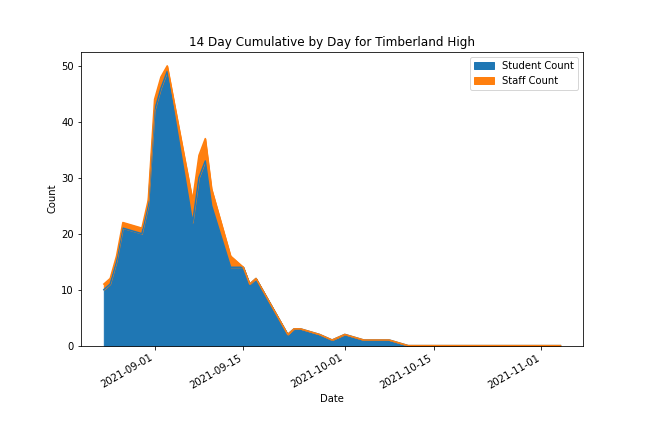 14 Day Cumulative by Day for Timberland High
Student Count
Staff Count
Count
50
40
30
20
10
0
2021-09-01
2021-09-15
2021-10-01
2021-10-15
2021-11-01
Date